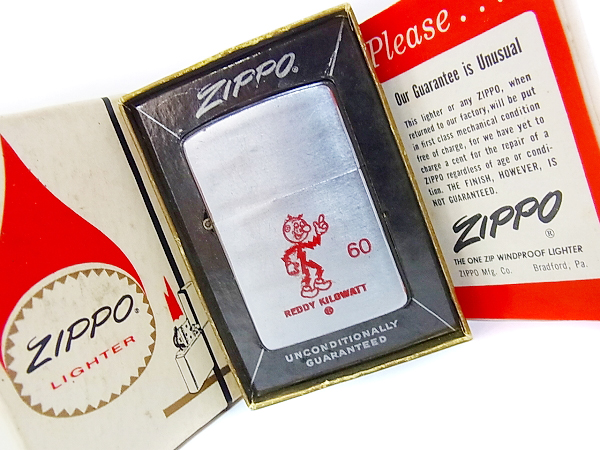 ZIPPO®
LIGHTER
ZIPPO®
60
REDDY KILOWATT
®
UNCONDITIONALLY
GUARANTEED
Please . . .
Our Guarantee is Unusual
This lighter or any ZIPPO, when
returned to our factory, will be put
in first class mechanical condition
free of charge, for we have yet to
charge a cent for the repair of a
ZIPPO regardless of age or condi-
tion. THE FINISH, HOWEVER, IS
NOT GUARANTEED.
ZIPPO
®
THE ONE ZIP WINDPROOF LIGHTER
ZIPPO Mfg. Co. Bradford, Pa.